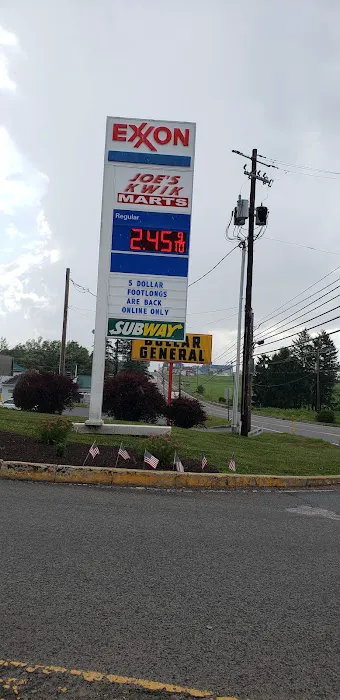 EXXON
JOE'S
KWIK
MARTS
Regular
2.45 9/10
5 DOLLAR
FOOTLONGS
ARE BACK
ONLINE ONLY
SUBWAY
DOLLAR
GENERAL